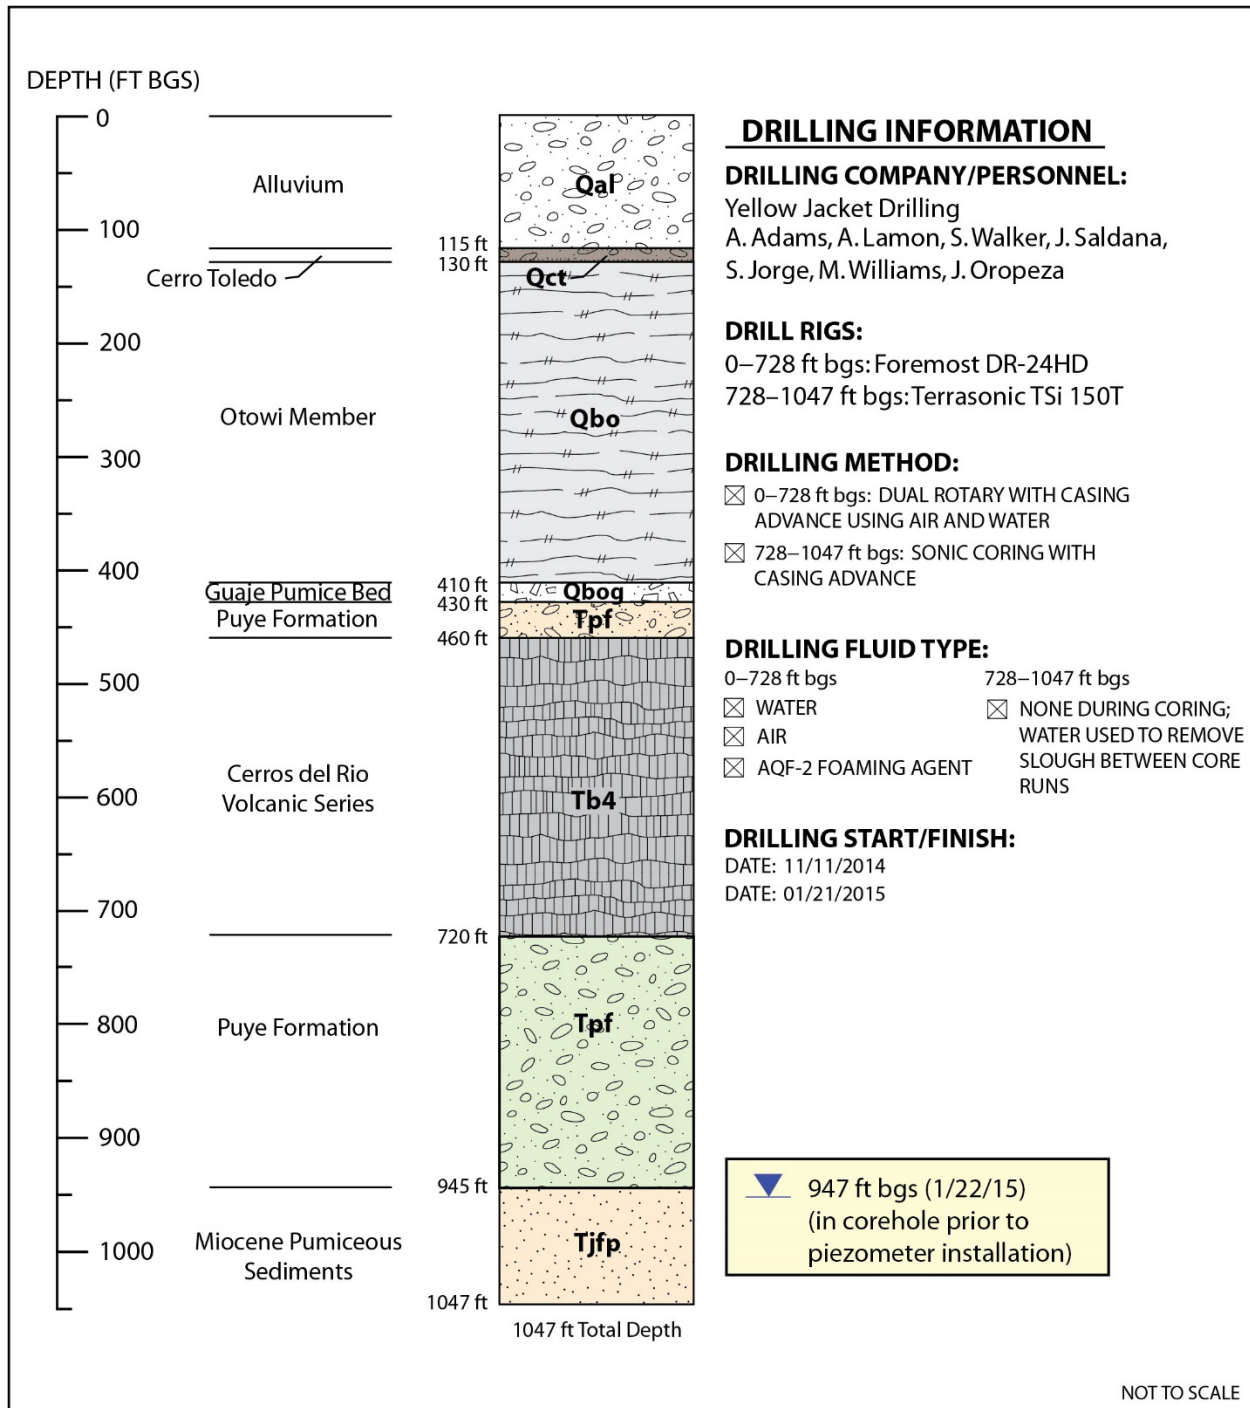 DEPTH (FT BGS)
0
100
200
300
400
500
600
700
800
900
1000
Alluvium
Cerro Toledo
Otowi Member
Guaje Pumice Bed
Puye Formation
Cerros del Rio
Volcanic Series
Puye Formation
Miocene Pumiceous
Sediments
115 ft
130 ft
410 ft
430 ft
460 ft
720 ft
945 ft
1047 ft
Qal
Qct
Qbo
Qbog
Tpf
Tb4
Tpf
Tjfp
1047 ft Total Depth
DRILLING INFORMATION
DRILLING COMPANY/PERSONNEL:
Yellow Jacket Drilling
A. Adams, A. Lamon, S. Walker, J. Saldana,
S. Jorge, M. Williams, J. Oropeza
DRILL RIGS:
0–728 ft bgs: Foremost DR-24HD
728–1047 ft bgs: Terrasonic TSi 150T
DRILLING METHOD:
0–728 ft bgs: DUAL ROTARY WITH CASING
ADVANCE USING AIR AND WATER
728–1047 ft bgs: SONIC CORING WITH
CASING ADVANCE
DRILLING FLUID TYPE:
0–728 ft bgs
WATER
AIR
AQF-2 FOAMING AGENT
728–1047 ft bgs
NONE DURING CORING;
WATER USED TO REMOVE
SLOUGH BETWEEN CORE
RUNS
DRILLING START/FINISH:
DATE: 11/11/2014
DATE: 01/21/2015
947 ft bgs (1/22/15)
(in corehole prior to
piezometer installation)
NOT TO SCALE